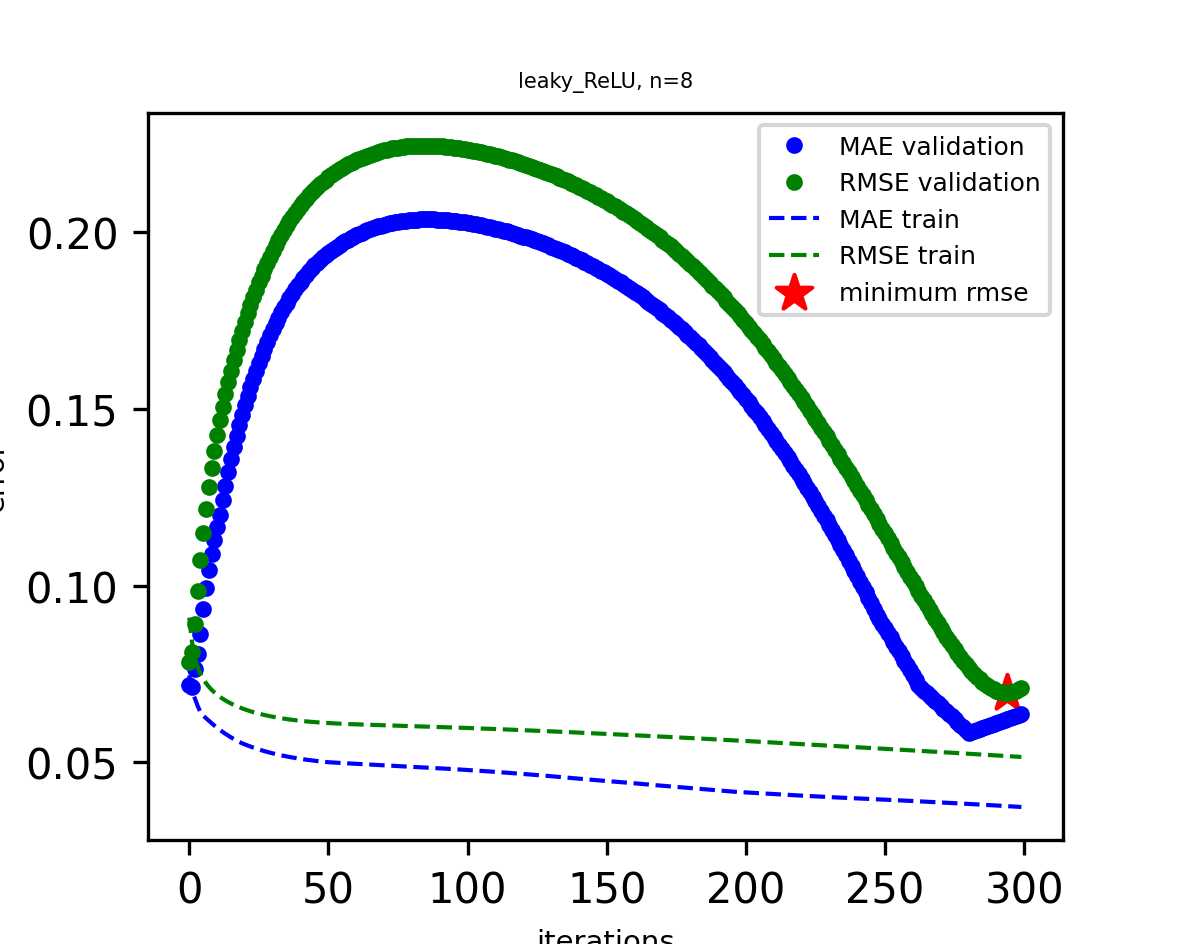 leaky_ReLU, n=8
MAE validation
RMSE validation
MAE train
RMSE train
minimum rmse
0.20
0.15
0.10
0.05
0 50 100 150 200 250 300
iterations